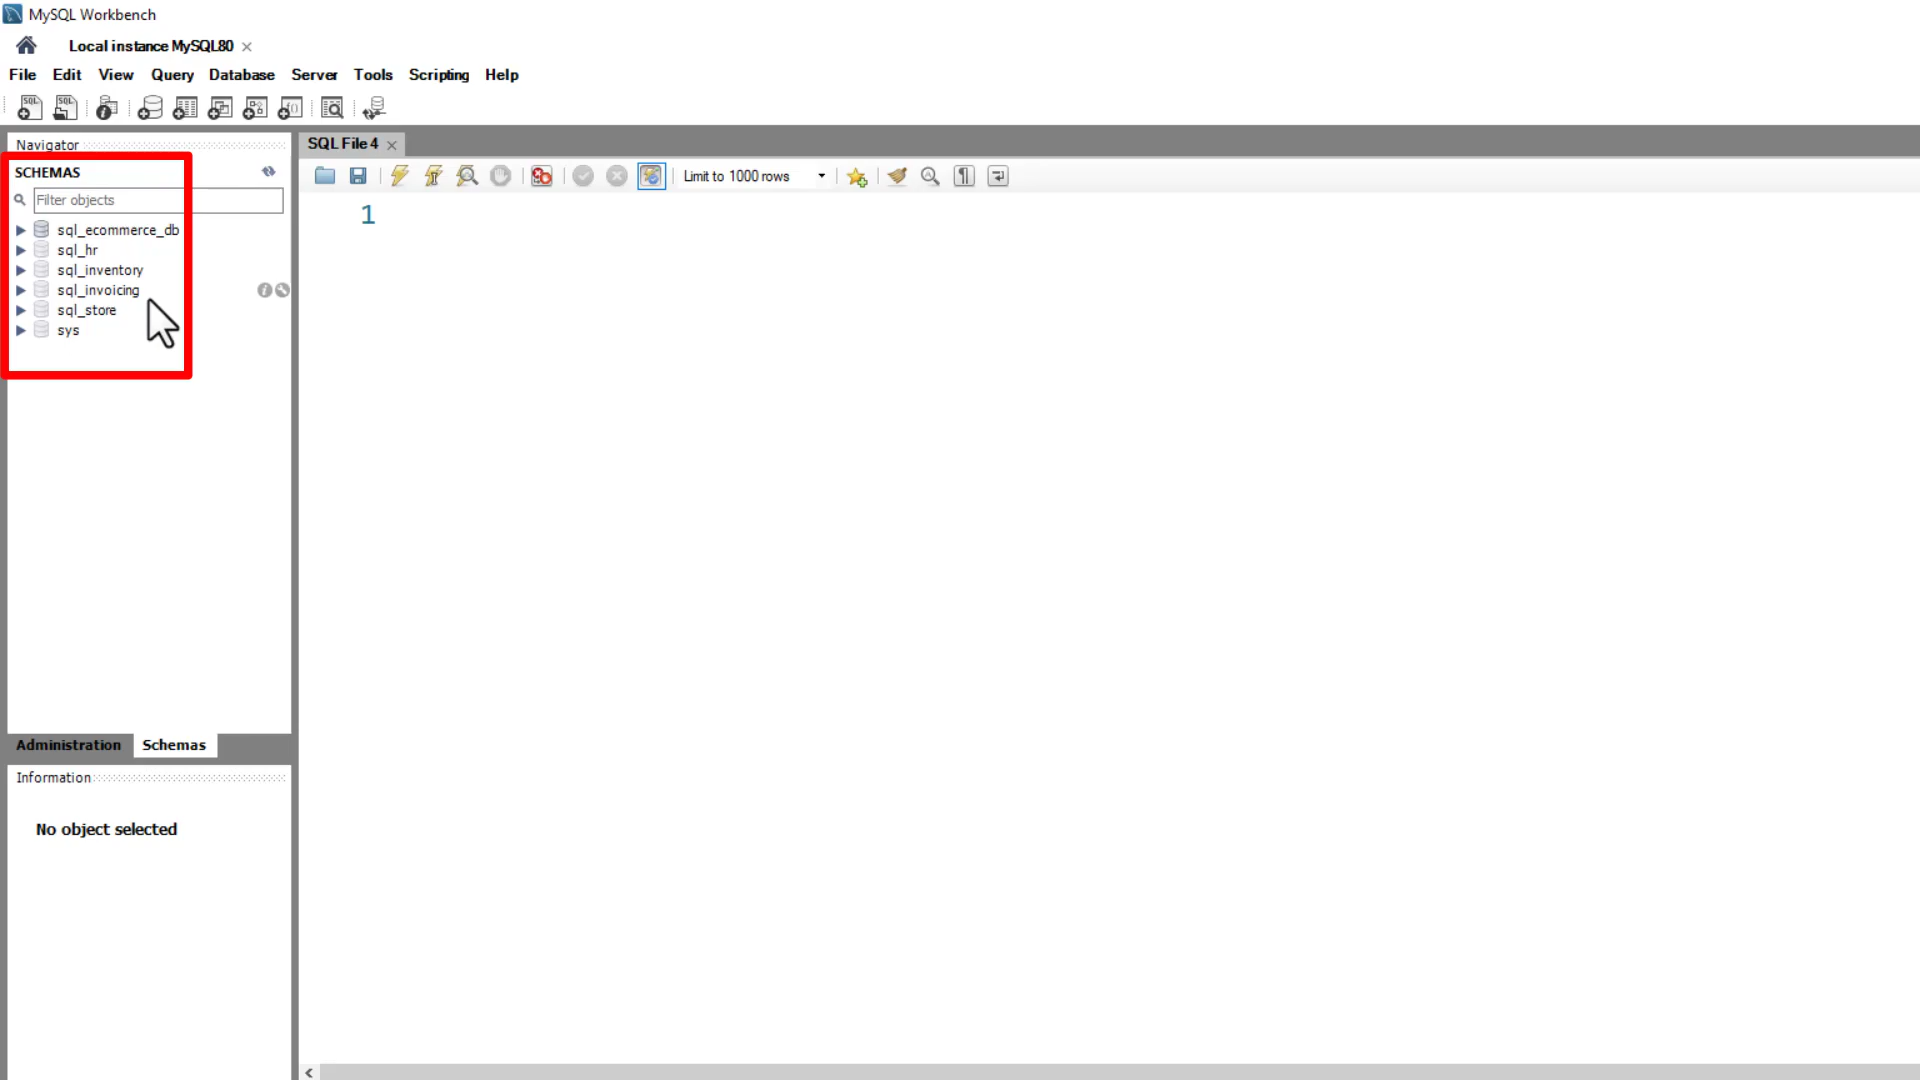 MySQL Workbench
Local instance MySQL80
File Edit View Query Database Server Tools Scripting Help
Navigator
SQL File 4
SCHEMAS
Limit to 1000 rows
Filter objects
1
sql_ecommerce_db
sql_hr
sql_inventory
sql_invoicing
sql_store
sys
Administration Schemas
Information
No object selected